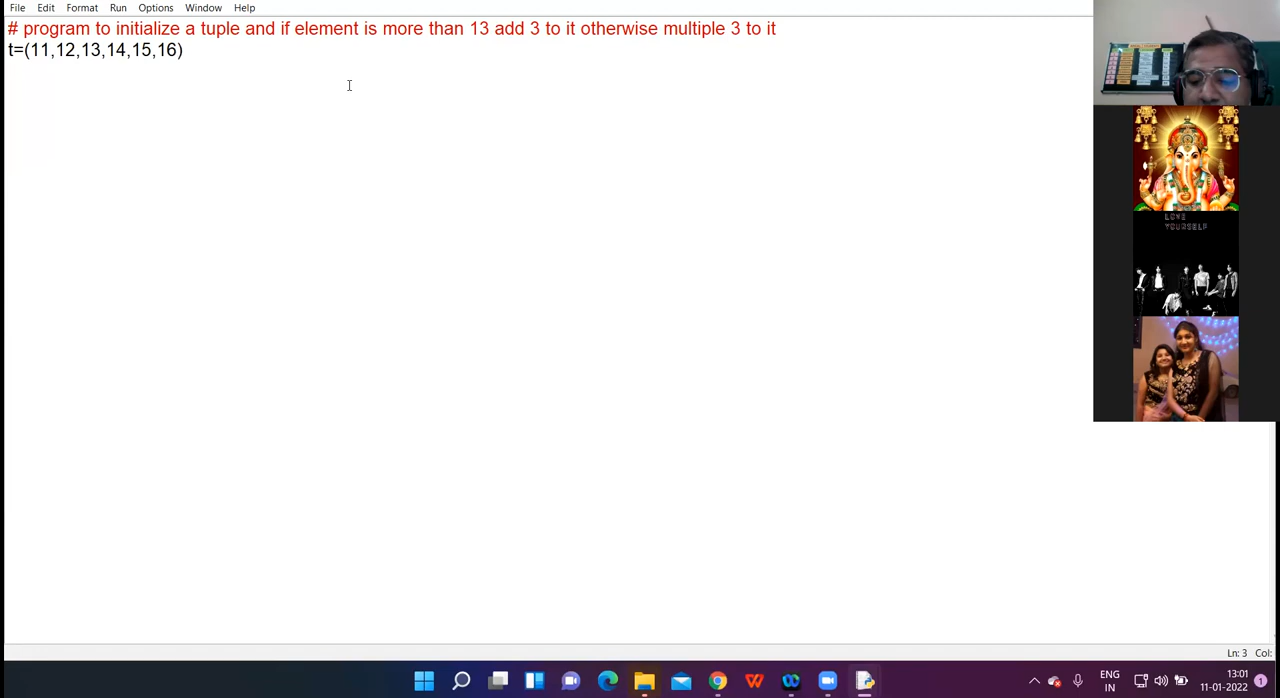 File Edit Format Run Options Window Help
# program to initialize a tuple and if element is more than 13 add 3 to it otherwise multiple 3 to it
t=(11,12,13,14,15,16)
LOVE
YOURSELF
Ln: 3 Col:
ENG
IN
13:01
11-01-2022
1